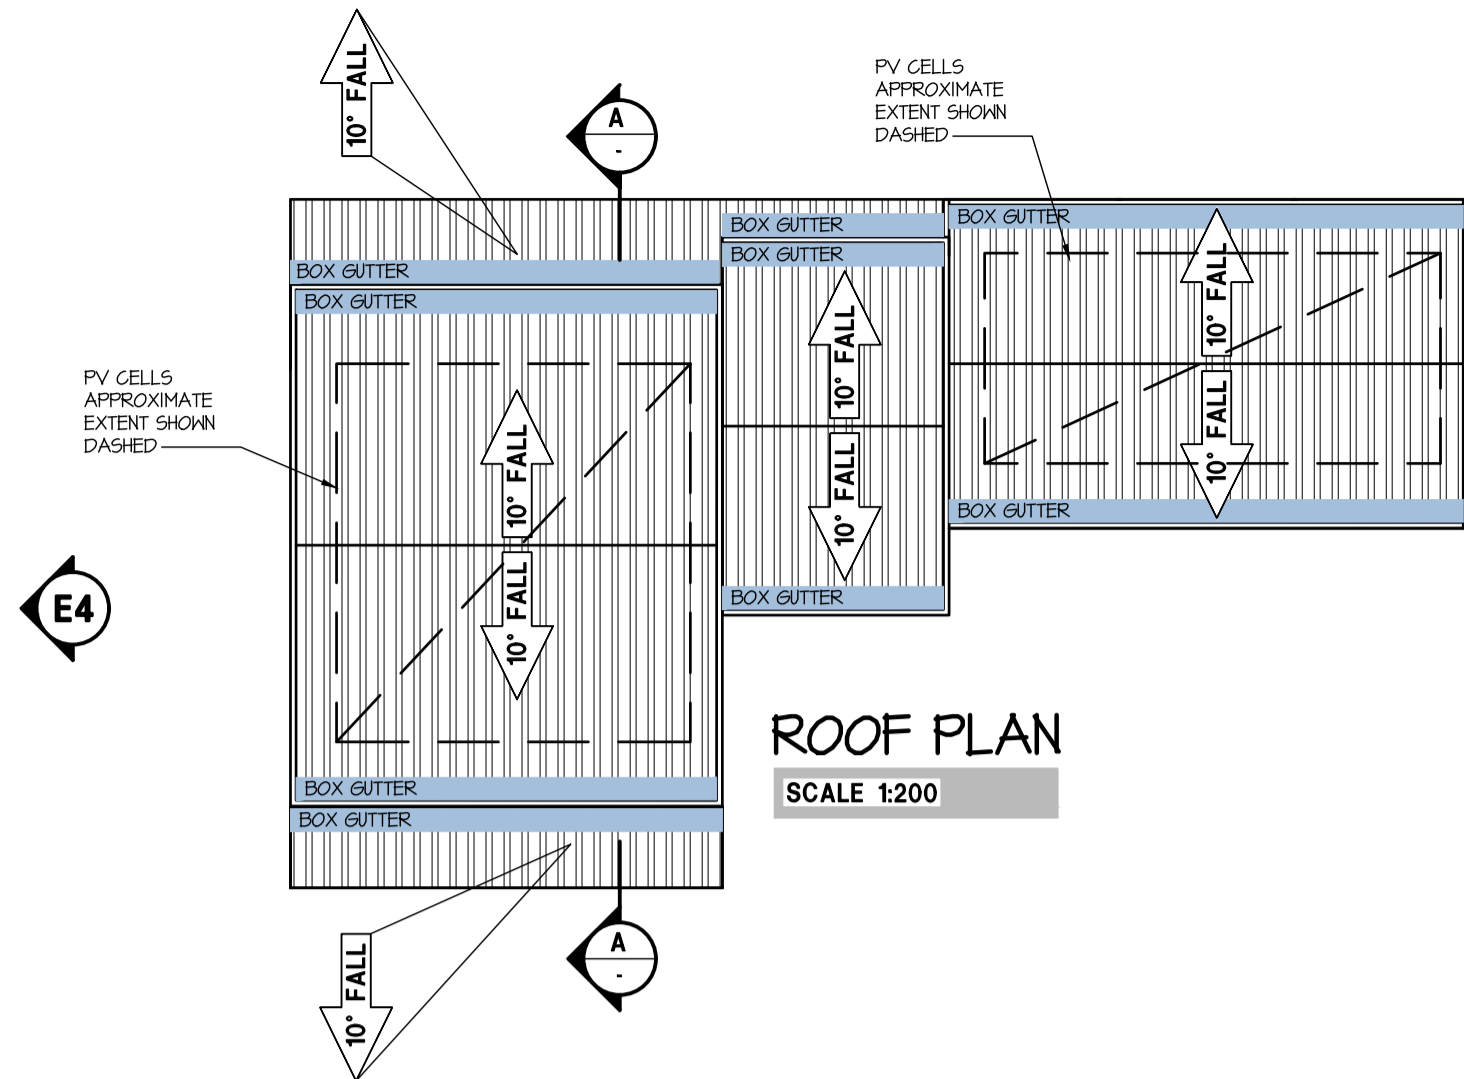 10° FALL
A
-
PV CELLS
APPROXIMATE
EXTENT SHOWN
DASHED
BOX GUTTER
BOX GUTTER
BOX GUTTER
BOX GUTTER
BOX GUTTER
10° FALL
10° FALL
10° FALL
10° FALL
PV CELLS
APPROXIMATE
EXTENT SHOWN
DASHED
10° FALL
10° FALL
BOX GUTTER
E4
BOX GUTTER
ROOF PLAN
SCALE 1:200
BOX GUTTER
BOX GUTTER
A
-
10° FALL